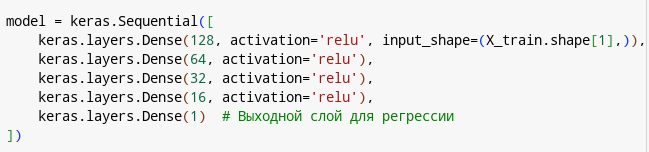 model = keras.Sequential([
    keras.layers.Dense(128, activation='relu', input_shape=(X_train.shape[1],)),
    keras.layers.Dense(64, activation='relu'),
    keras.layers.Dense(32, activation='relu'),
    keras.layers.Dense(16, activation='relu'),
    keras.layers.Dense(1)  # Выходной слой для регрессии
])